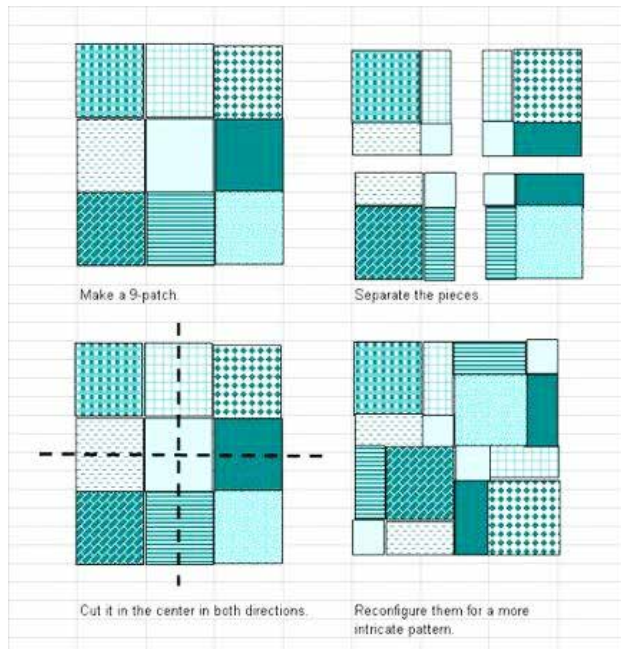 Make a 9-patch.
Separate the pieces.
Cut it in the center in both directions.
Reconfigure them for a more
intricate pattern.